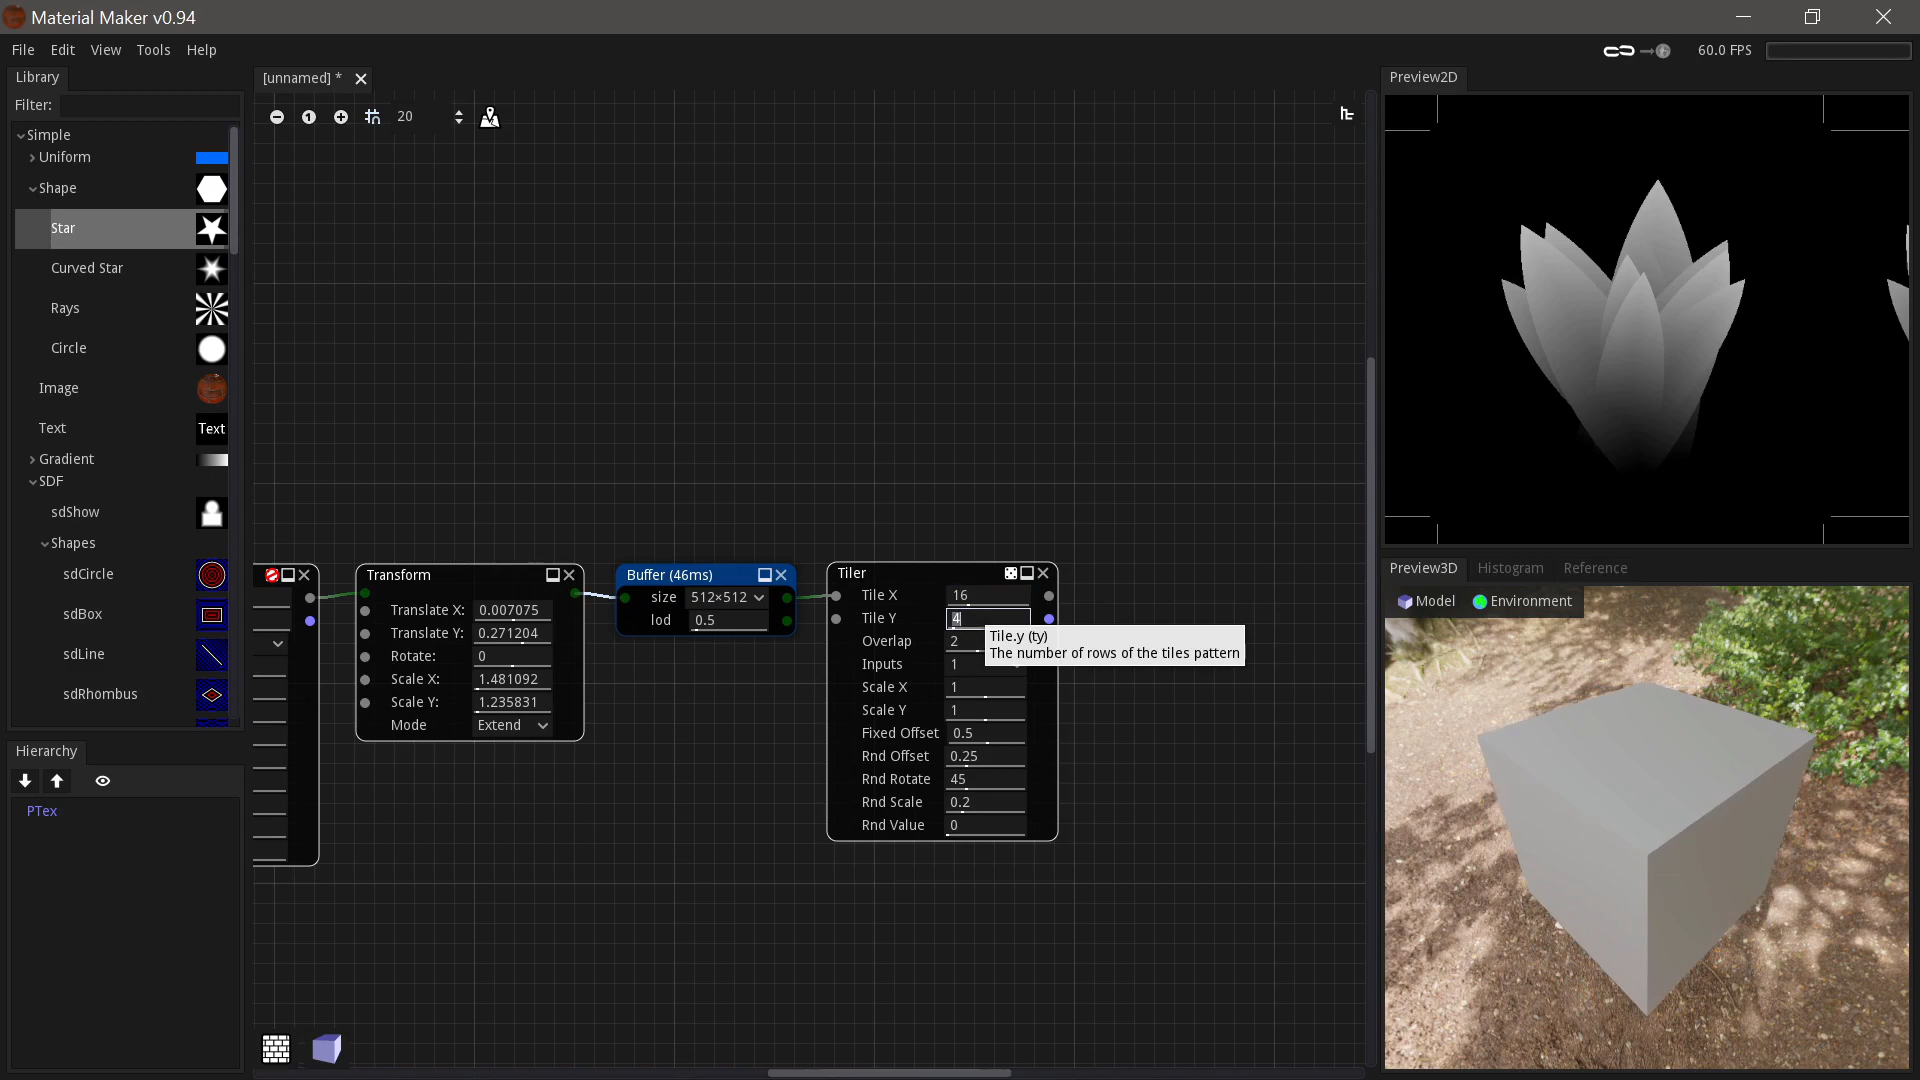 Material Maker v0.94
File Edit View Tools Help
60.0 FPS
Library
Filter:
Simple
Uniform
Shape
Star
Curved Star
Rays
Circle
Image
Text
Text
Gradient
SDF
sdShow
Shapes
sdCircle
sdBox
sdLine
sdRhombus
Hierarchy
PTex
[unnamed] *
1
20
Transform
Translate X: 0.007075
Translate Y: 0.271204
Rotate: 0
Scale X: 1.481092
Scale Y: 1.235831
Mode Extend
Buffer (46ms)
size 512×512
lod 0.5
Tiler
Tile X 16
Tile Y 4
Overlap 2
Inputs 1
Scale X 1
Scale Y 1
Fixed Offset 0.5
Rnd Offset 0.25
Rnd Rotate 45
Rnd Scale 0.2
Rnd Value 0
Tile.y (ty)
The number of rows of the tiles pattern
Preview2D
Preview3D Histogram Reference
Model Environment